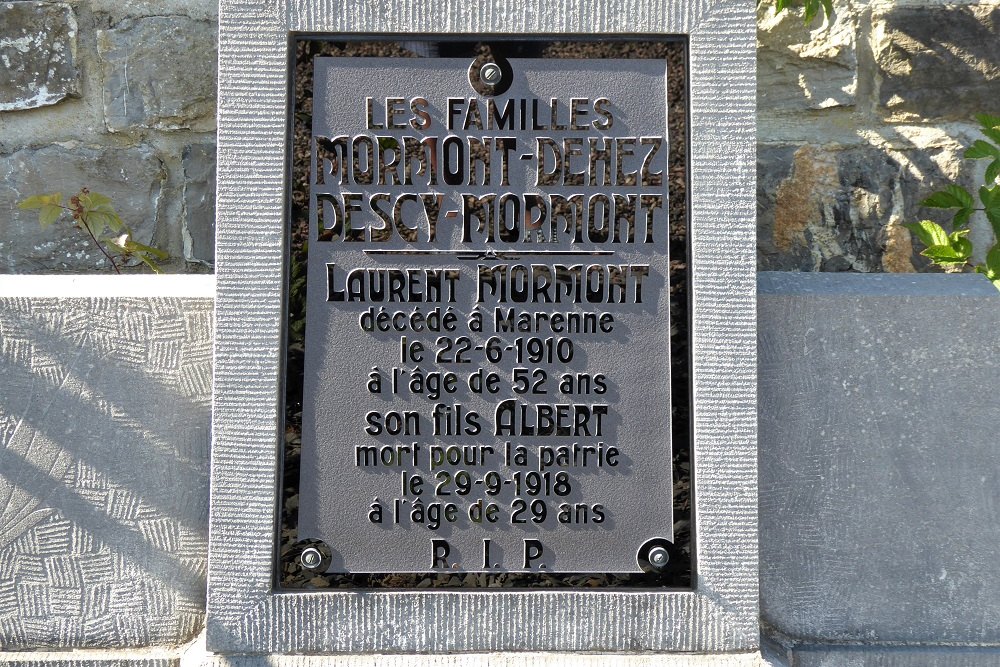 LES FAMILLES
MORMONT-DEHEZ
DESCY-MORMONT
LAURENT MORMONT
décédé à Marenne
le 22-6-1910
à l'âge de 52 ans
son fils ALBERT
mort pour la patrie
le 29-9-1918
à l'âge de 29 ans
R. I. P.